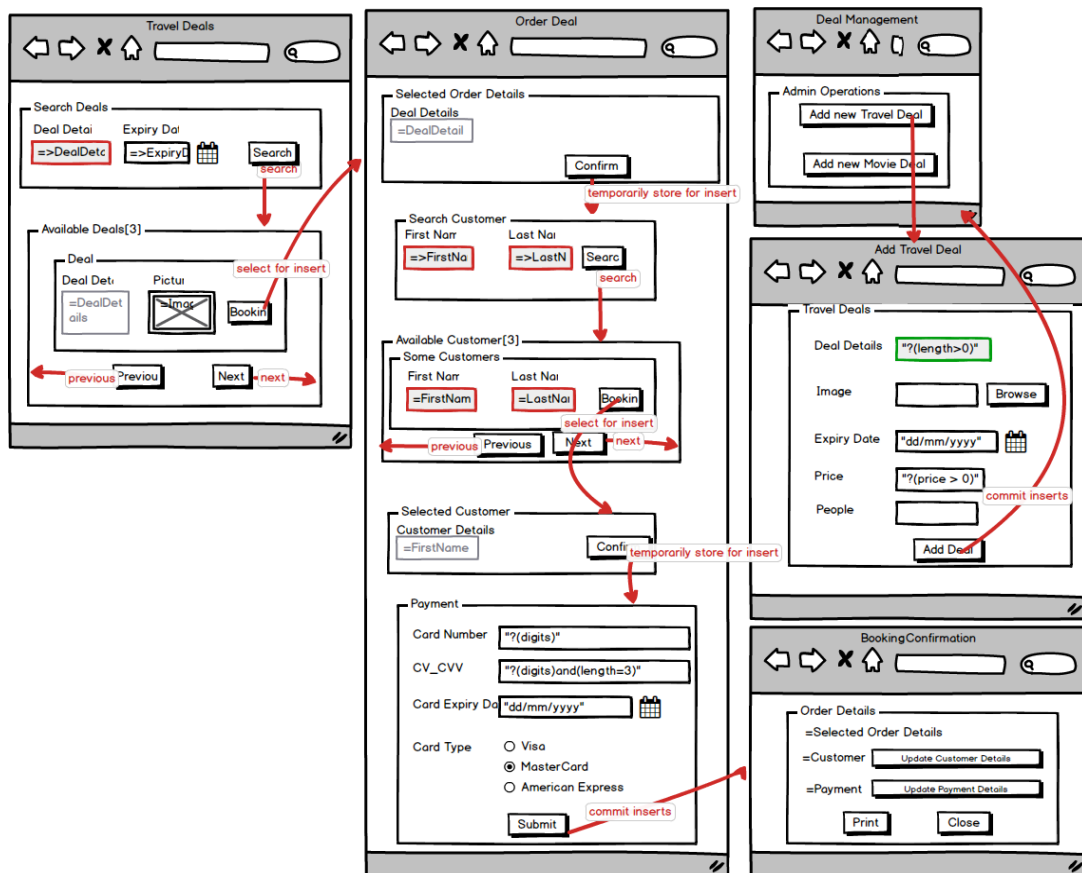 Travel Deals
Search Deals
Deal Detai
Expiry Dat
=>DealDetc
=>ExpiryD
Search
search
Available Deals[3]
Deal
Deal Det
Pictur
select for insert
=DealDet
ails
=Imag
Bookin
previous
Previou
Next
next
Order Deal
Selected Order Details
Deal Details
=DealDetail
Confirm
temporarily store for insert
Search Customer
First Nam
Last Nar
=>FirstNa
=>LastN
Searc
search
Available Customer[3]
Some Customers
First Nam
Last Nar
=FirstNam
=LastNar
Bookin
select for insert
previous
Previous
Next
next
Selected Customer
Customer Details
=FirstName
Confir
temporarily store for insert
Payment
Card Number
"?(digits)"
CV_CVV
"?(digits)and(length=3)"
Card Expiry Da
"dd/mm/yyyy"
Card Type
Visa
MasterCard
American Express
Submit
commit inserts
Deal Management
Admin Operations
Add new Travel Deal
Add new Movie Deal
Add Travel Deal
Travel Deals
Deal Details
"?(length>0)"
Image
Browse
Expiry Date
"dd/mm/yyyy"
Price
"?(price > 0)"
commit inserts
People
Add Deal
BookingConfirmation
Order Details
=Selected Order Details
=Customer
Update Customer Details
=Payment
Update Payment Details
Print
Close